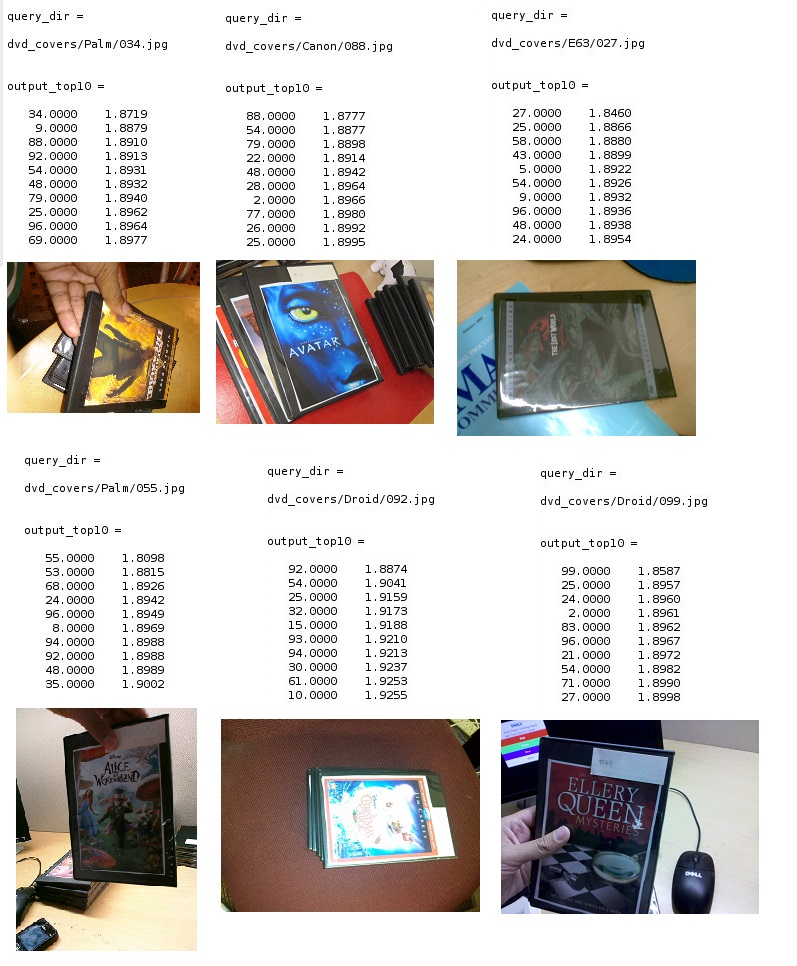 query_dir =
dvd_covers/Palm/034.jpg
output_top10 =
34.0000 1.8719
9.0000 1.8879
88.0000 1.8910
92.0000 1.8913
54.0000 1.8931
48.0000 1.8932
79.0000 1.8940
25.0000 1.8962
96.0000 1.8964
69.0000 1.8977
query_dir =
dvd_covers/Canon/088.jpg
output_top10 =
88.0000 1.8777
54.0000 1.8877
79.0000 1.8898
22.0000 1.8914
48.0000 1.8942
28.0000 1.8964
2.0000 1.8966
77.0000 1.8980
26.0000 1.8992
25.0000 1.8995
AVATAR
query_dir =
dvd_covers/E63/027.jpg
output_top10 =
27.0000 1.8460
25.0000 1.8866
58.0000 1.8880
43.0000 1.8899
5.0000 1.8922
54.0000 1.8926
9.0000 1.8932
96.0000 1.8936
48.0000 1.8938
24.0000 1.8954
THE LOST WORLD
query_dir =
dvd_covers/Palm/055.jpg
output_top10 =
55.0000 1.8098
53.0000 1.8815
68.0000 1.8926
24.0000 1.8942
96.0000 1.8949
8.0000 1.8969
94.0000 1.8988
92.0000 1.8988
48.0000 1.8989
35.0000 1.9002
Disney
ALICE
IN
WONDERLAND
query_dir =
dvd_covers/Droid/092.jpg
output_top10 =
92.0000 1.8874
54.0000 1.9041
25.0000 1.9159
32.0000 1.9173
15.0000 1.9188
93.0000 1.9210
94.0000 1.9213
30.0000 1.9237
61.0000 1.9253
10.0000 1.9255
JIM CARREY
query_dir =
dvd_covers/Droid/099.jpg
output_top10 =
99.0000 1.8587
25.0000 1.8957
24.0000 1.8960
2.0000 1.8961
83.0000 1.8962
96.0000 1.8967
21.0000 1.8972
54.0000 1.8982
71.0000 1.8990
27.0000 1.8998
DELL
ELLERY
QUEEN
MYSTERIES
DELL